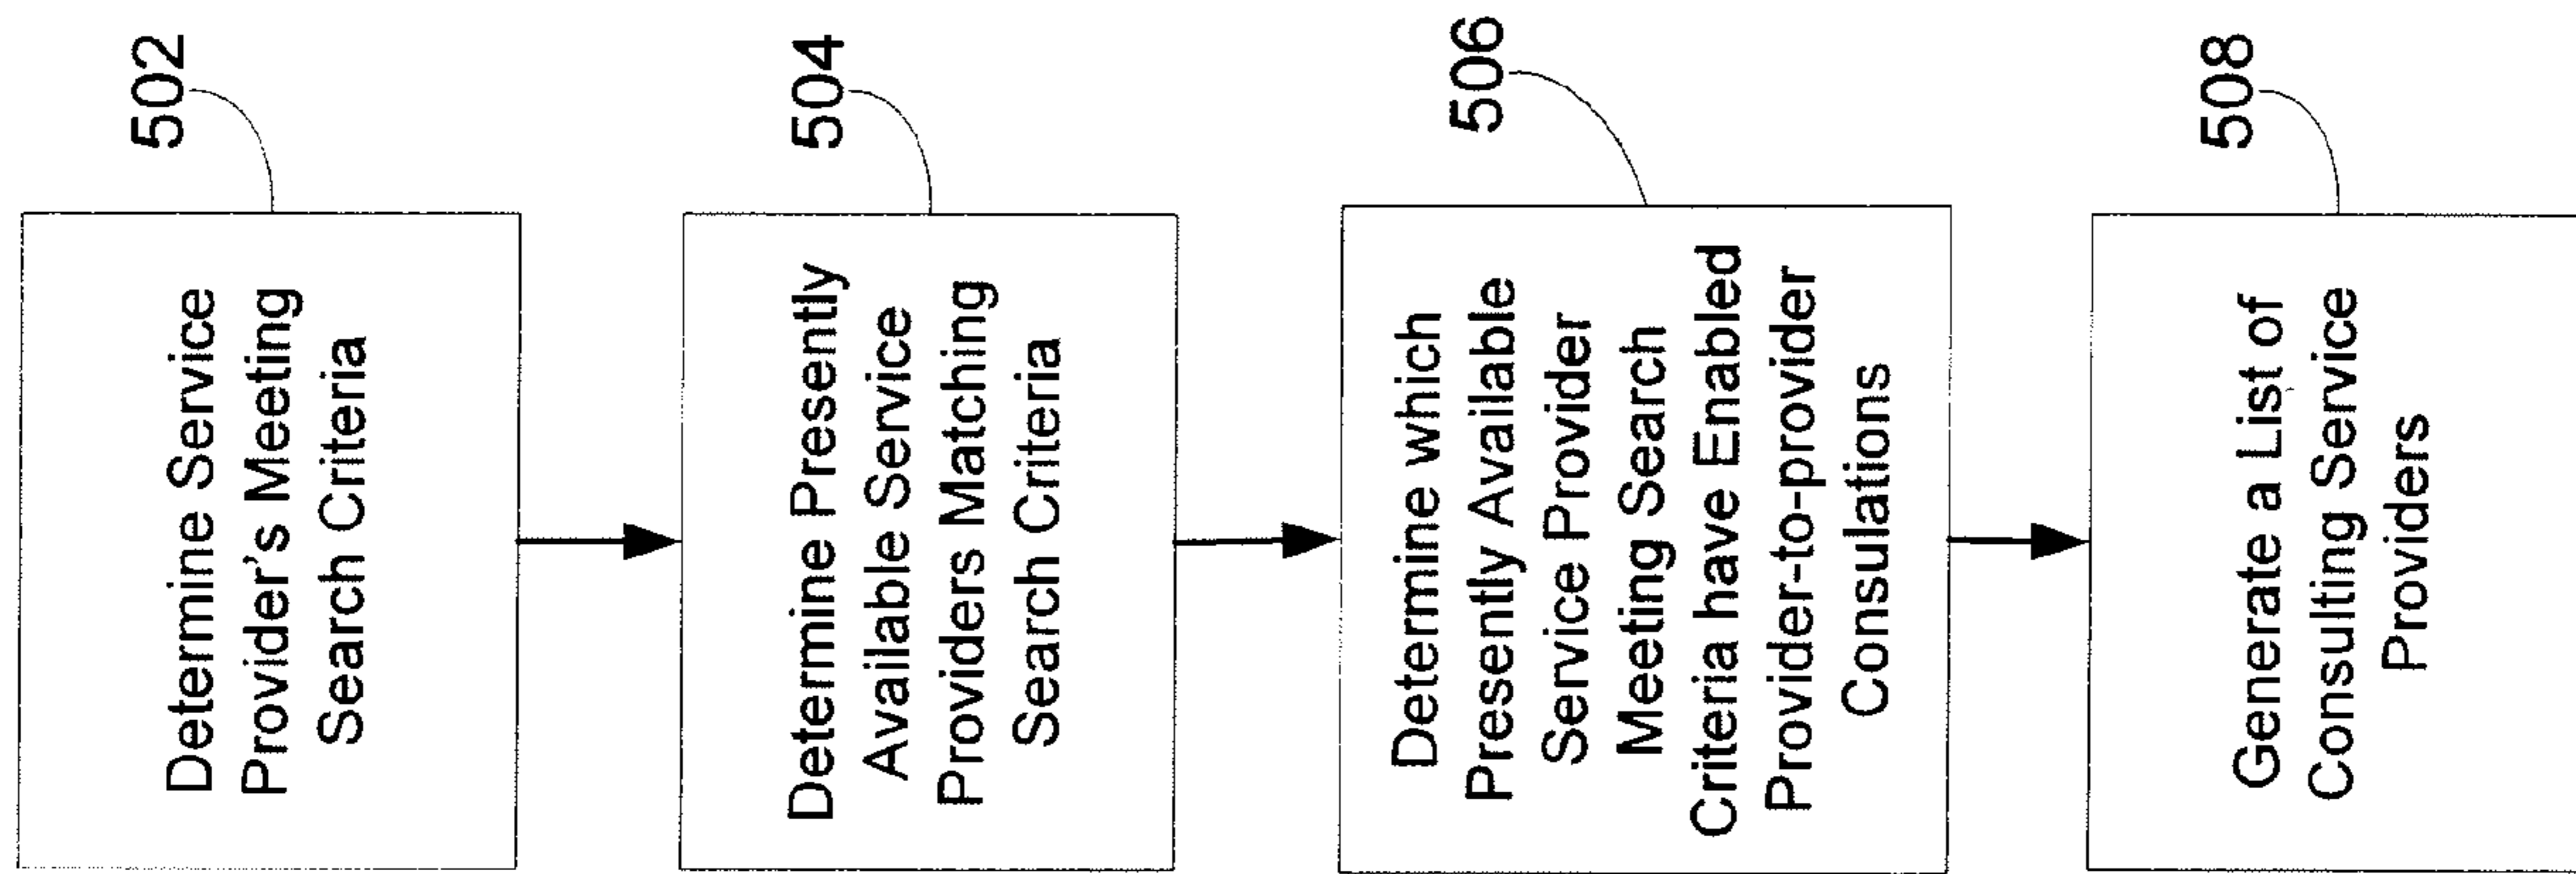 502
Determine Service
Provider's Meeting
Search Criteria
504
Determine Presently
Available Service
Providers Matching
Search Criteria
506
Determine which
Presently Available
Service Provider
Meeting Search
Criteria have Enabled
Provider-to-provider
Consulations
508
Generate a List of
Consulting Service
Providers